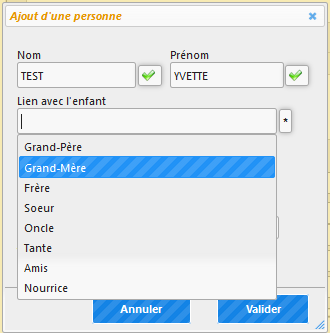 Ajout d'une personne
Nom Prénom
TEST YVETTE
Lien avec l'enfant
*
Grand-Père
Grand-Mère
Frère
Soeur
Oncle
Tante
Amis
Nourrice
Annuler Valider